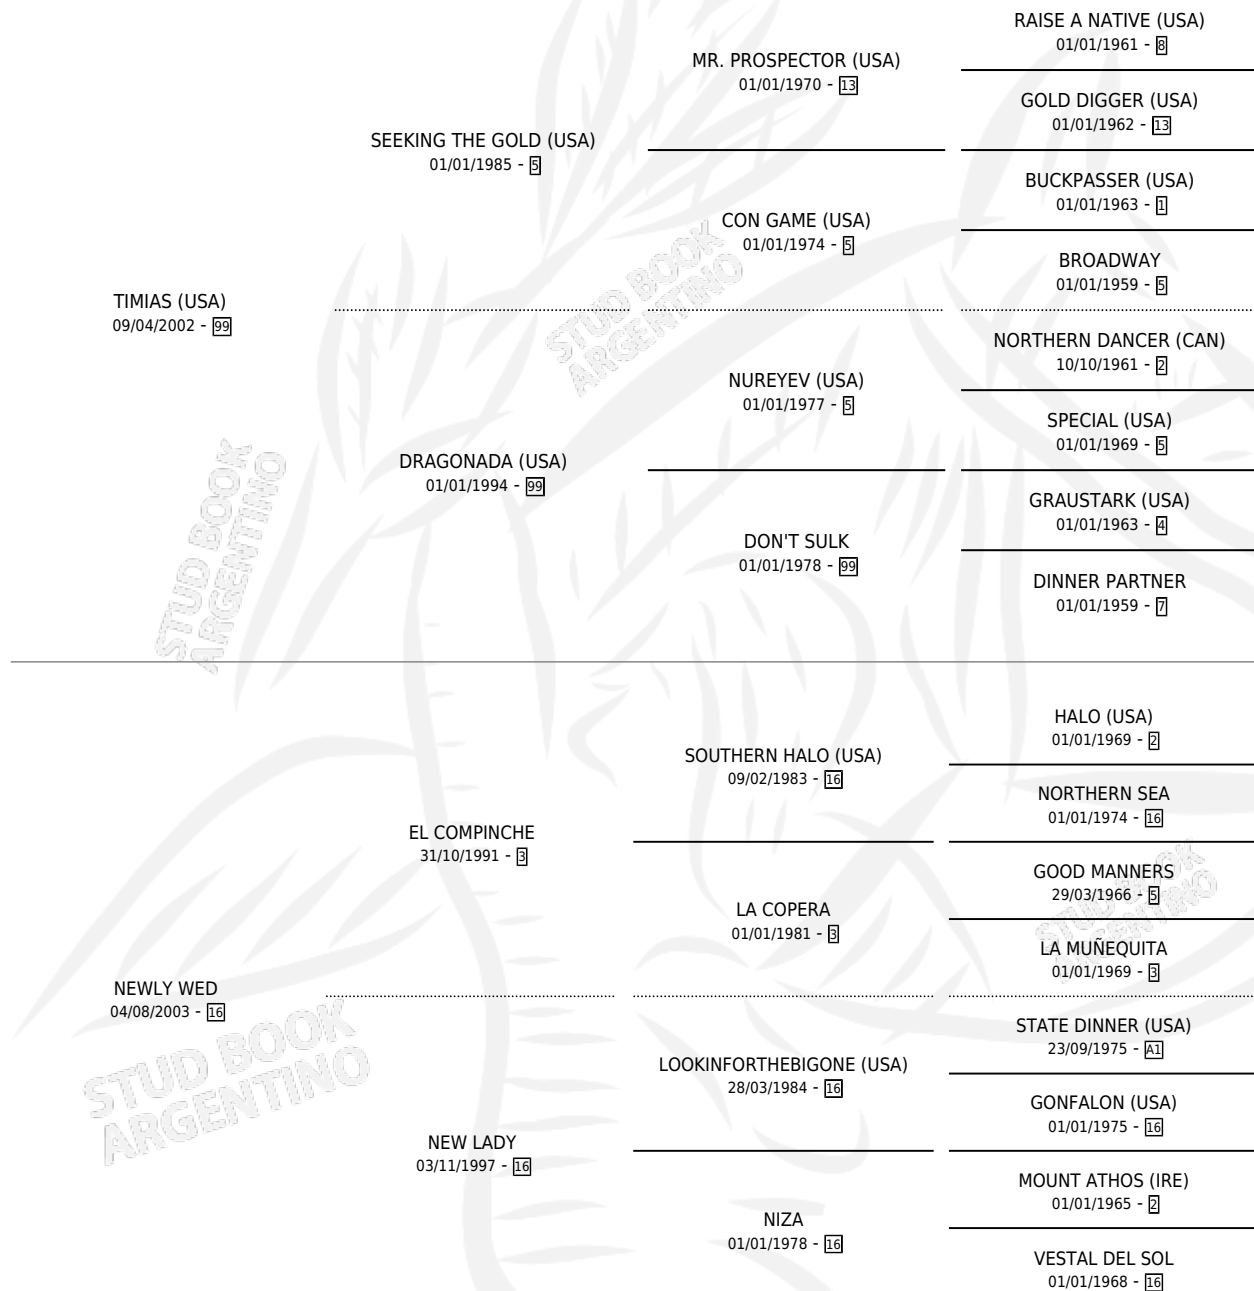 RAISE A NATIVE (USA)
01/01/1961 - 8
MR. PROSPECTOR (USA)
01/01/1970 - 13
GOLD DIGGER (USA)
01/01/1962 - 13
SEEKING THE GOLD (USA)
01/01/1985 - 5
BUCKPASSER (USA)
01/01/1963 - 1
CON GAME (USA)
01/01/1974 - 5
BROADWAY
01/01/1959 - 5
STUD BOOK
ARGENTINO
TIMIAS (USA)
09/04/2002 - 99
NORTHERN DANCER (CAN)
10/10/1961 - 2
NUREYEV (USA)
01/01/1977 - 5
SPECIAL (USA)
01/01/1969 - 5
DRAGONADA (USA)
01/01/1994 - 99
GRAUSTARK (USA)
01/01/1963 - 4
DON'T SULK
01/01/1978 - 99
DINNER PARTNER
01/01/1959 - 7
STUD BOOK
ARGENTINO
HALO (USA)
01/01/1969 - 2
SOUTHERN HALO (USA)
09/02/1983 - 16
NORTHERN SEA
01/01/1974 - 16
EL COMPINCHE
31/10/1991 - 3
GOOD MANNERS
29/03/1966 - 5
LA COPERA
01/01/1981 - 3
LA MUÑEQUITA
01/01/1969 - 3
STUD BOOK
ARGENTINO
NEWLY WED
04/08/2003 - 16
STATE DINNER (USA)
23/09/1975 - A1
LOOKINFORTHEBIGONE (USA)
28/03/1984 - 16
GONFALON (USA)
01/01/1975 - 16
STUD BOOK
ARGENTINO
NEW LADY
03/11/1997 - 16
MOUNT ATHOS (IRE)
01/01/1965 - 2
NIZA
01/01/1978 - 16
VESTAL DEL SOL
01/01/1968 - 16